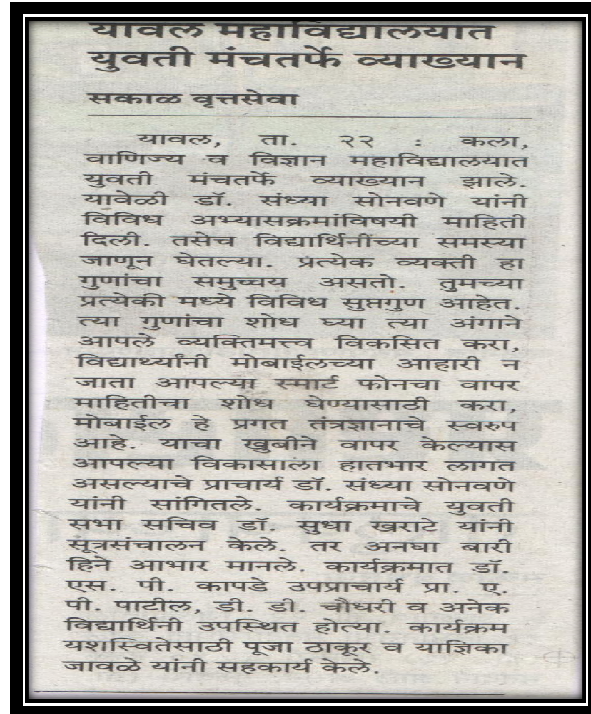 यावल महाविद्यालयात
युवती मंचतर्फे व्याख्यान
सकाळ वृत्तसेवा
यावल, ता. २२ : कला,
वाणिज्य व विज्ञान महाविद्यालयात
युवती मंचतर्फे व्याख्यान झाले.
यावेळी डॉ. संध्या सोनवणे यांनी
विविध अभ्यासक्रमांविषयी माहिती
दिली. तसेच विद्यार्थिनींच्या समस्या
जाणून घेतल्या. प्रत्येक व्यक्ती हा
गुणांचा समुच्चय असतो. तुमच्या
प्रत्येकी मध्ये विविध सुप्तगुण आहेत.
त्या गुणांचा शोध घ्या त्या अंगाने
आपले व्यक्तिमत्त्व विकसित करा,
विद्यार्थ्यांनी मोबाईलच्या आहारी न
जाता आपल्या स्मार्ट फोनचा वापर
माहितीचा शोध घेण्यासाठी करा,
मोबाईल हे प्रगत तंत्रज्ञानाचे स्वरुप
आहे. याचा खुबीने वापर केल्यास
आपल्या विकासाला हातभार लागत
असल्याचे प्राचार्य डॉ. संध्या सोनवणे
यांनी सांगितले. कार्यक्रमाचे युवती
सभा सचिव डॉ. सुधा खराटे यांनी
सूत्रसंचालन केले. तर अनघा बारी
हिने आभार मानले. कार्यक्रमात डॉ.
एस. पी. कापडे उपप्राचार्य प्रा. ए.
पी. पाटील, डी. डी. चौधरी व अनेक
विद्यार्थिनी उपस्थित होत्या. कार्यक्रम
यशस्वितेसाठी पूजा ठाकूर व याज्ञिका
जावळे यांनी सहकार्य केले.